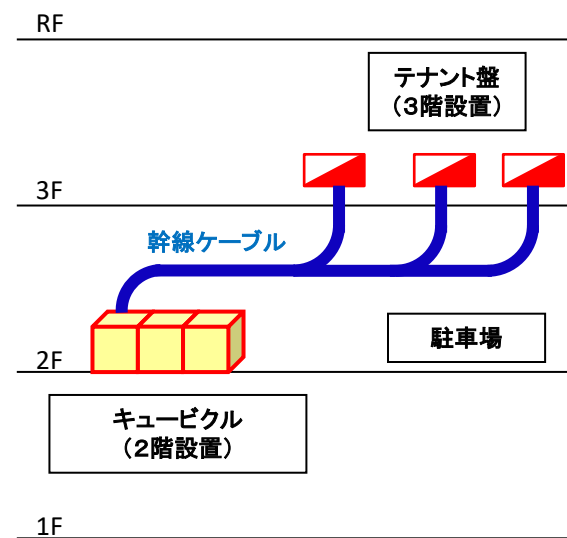 RF
テナント盤
（３階設置）
3F
幹線ケーブル
駐車場
2F
キュービクル
（２階設置）
1F